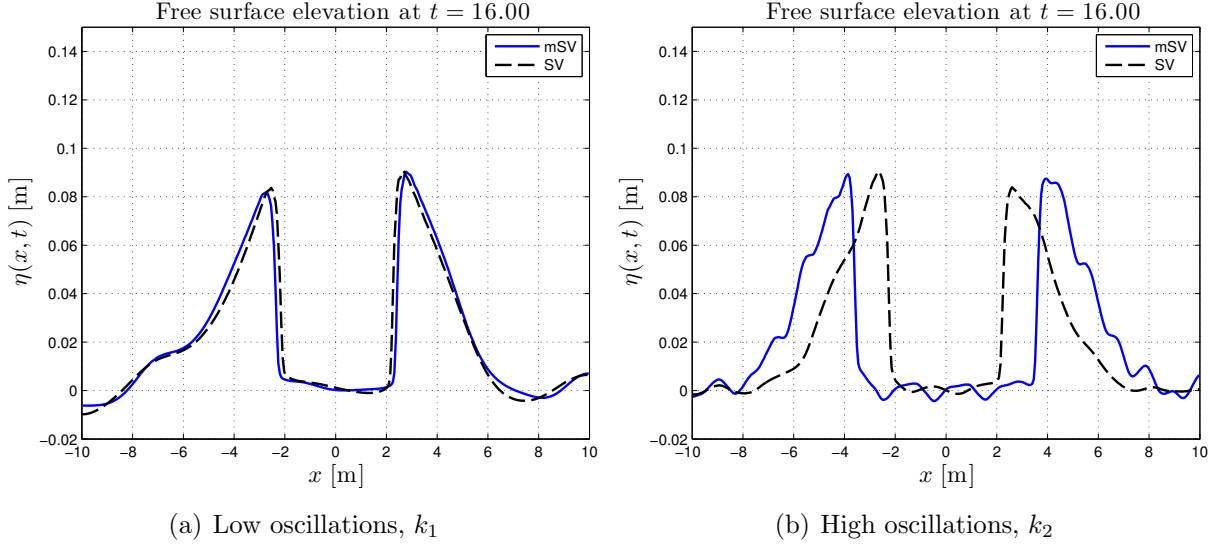 Free surface elevation at t = 16.00
mSV
SV
0.14
0.12
0.1
0.08
0.06
0.04
0.02
0
−0.02
−10 −8 −6 −4 −2 0 2 4 6 8 10
η(x, t) [m]
x [m]
(a) Low oscillations, k₁
Free surface elevation at t = 16.00
mSV
SV
0.14
0.12
0.1
0.08
0.06
0.04
0.02
0
−0.02
−10 −8 −6 −4 −2 0 2 4 6 8 10
η(x, t) [m]
x [m]
(b) High oscillations, k₂